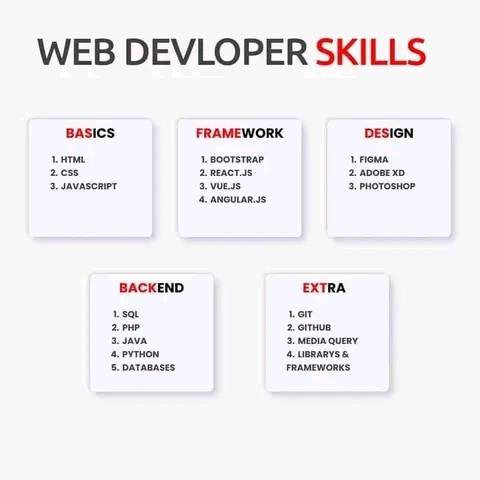 WEB DEVLOPER SKILLS
BASICS
1. HTML
2. CSS
3. JAVASCRIPT
FRAMEWORK
1. BOOTSTRAP
2. REACT.JS
3. VUE.JS
4. ANGULAR.JS
DESIGN
1. FIGMA
2. ADOBE XD
3. PHOTOSHOP
BACKEND
1. SQL
2. PHP
3. JAVA
4. PYTHON
5. DATABASES
EXTRA
1. GIT
2. GITHUB
3. MEDIA QUERY
4. LIBRARYS &
FRAMEWORKS